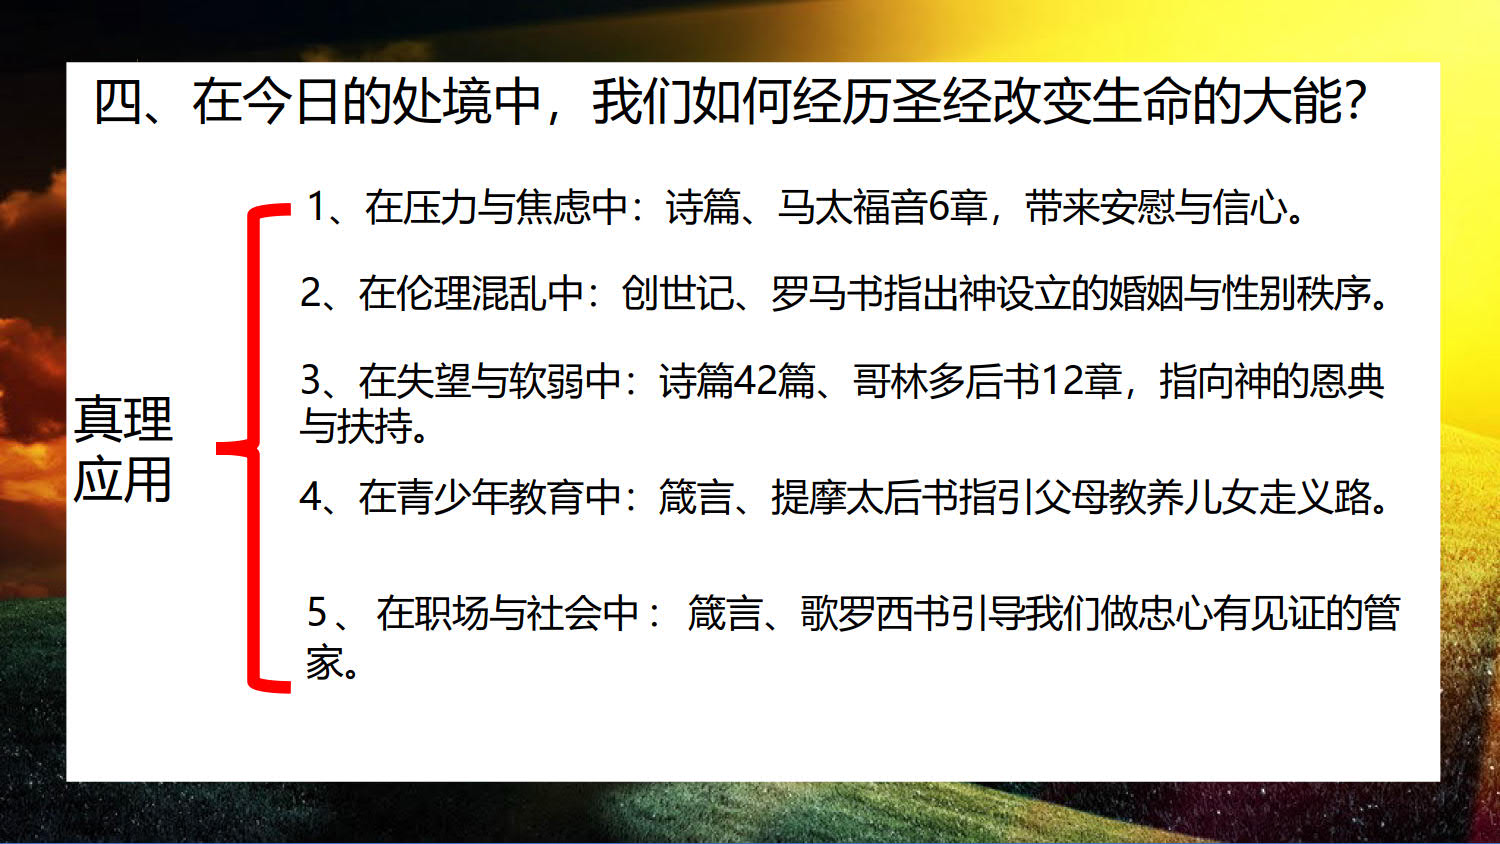 四、在今日的处境中，我们如何经历圣经改变生命的大能？
真理
应用
1、在压力与焦虑中：诗篇、马太福音6章，带来安慰与信心。
2、在伦理混乱中：创世记、罗马书指出神设立的婚姻与性别秩序。
3、在失望与软弱中：诗篇42篇、哥林多后书12章，指向神的恩典
与扶持。
4、在青少年教育中：箴言、提摩太后书指引父母教养儿女走义路。
5、 在职场与社会中： 箴言、歌罗西书引导我们做忠心有见证的管
家。